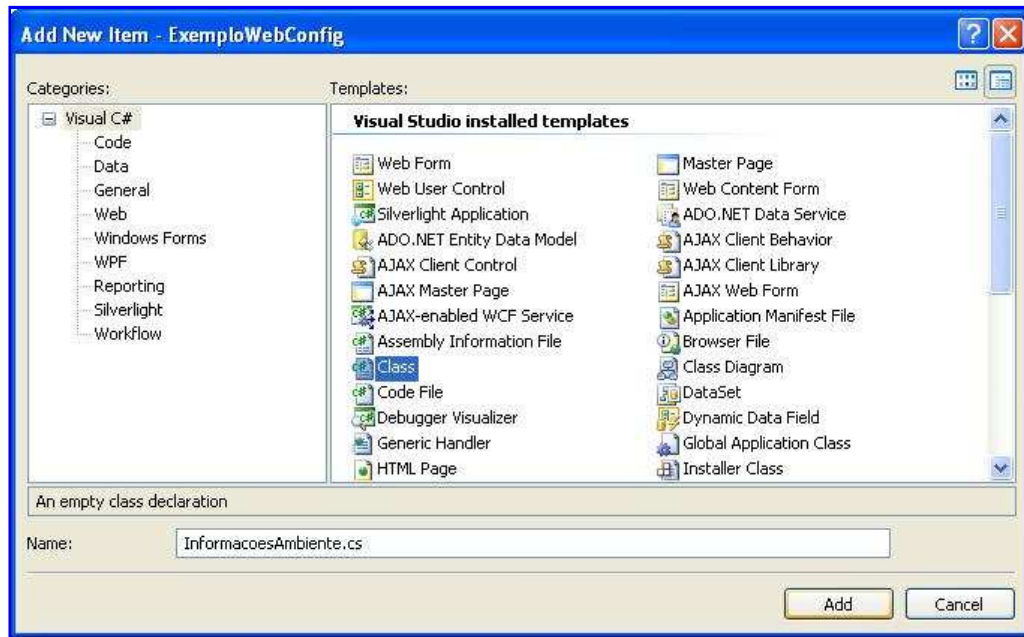 Add New Item - ExemploWebConfig
Categories:
Templates:
Visual C#
Code
Data
General
Web
Windows Forms
WPF
Reporting
Silverlight
Workflow
Visual Studio installed templates
Web Form
Master Page
Web User Control
Web Content Form
Silverlight Application
ADO.NET Data Service
ADO.NET Entity Data Model
AJAX Client Behavior
AJAX Client Control
AJAX Client Library
AJAX Master Page
AJAX Web Form
AJAX-enabled WCF Service
Application Manifest File
Assembly Information File
Browser File
Class
Class Diagram
Code File
DataSet
Debugger Visualizer
Dynamic Data Field
Generic Handler
Global Application Class
HTML Page
Installer Class
An empty class declaration
Name:
InformacoesAmbiente.cs
Add
Cancel